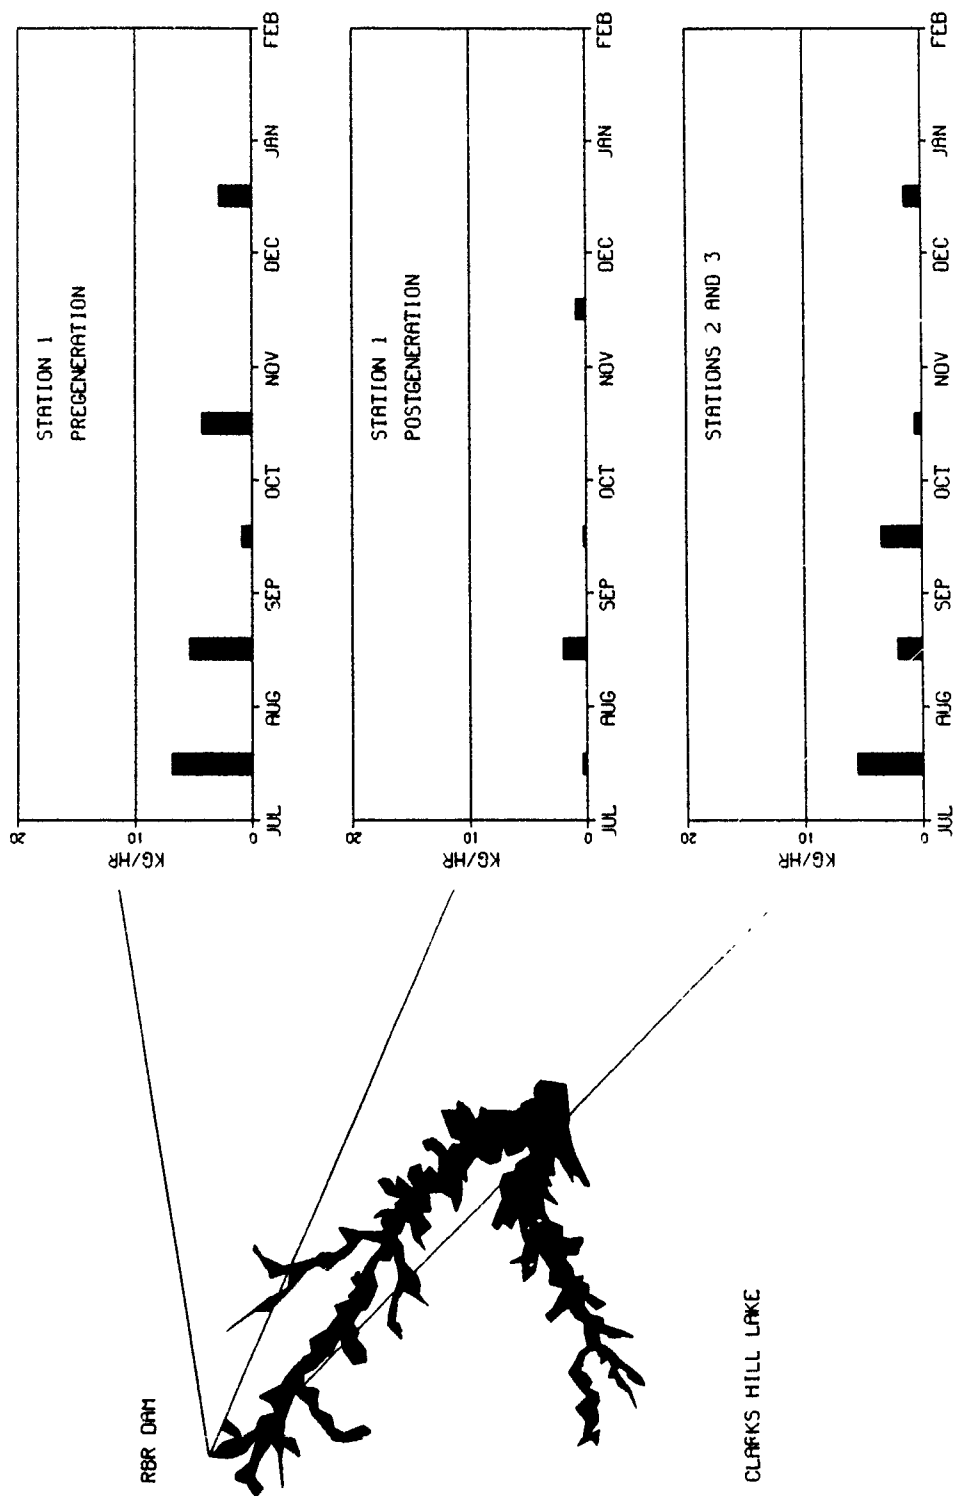 RBR DAM
CLARKS HILL LAKE
STATION 1
PREGENERATION
20
10
0
KG/HR
JUL AUG SEP OCT NOV DEC JAN FEB
STATION 1
POSTGENERATION
20
10
0
KG/HR
JUL AUG SEP OCT NOV DEC JAN FEB
STATIONS 2 AND 3
20
10
0
KG/HR
JUL AUG SEP OCT NOV DEC JAN FEB